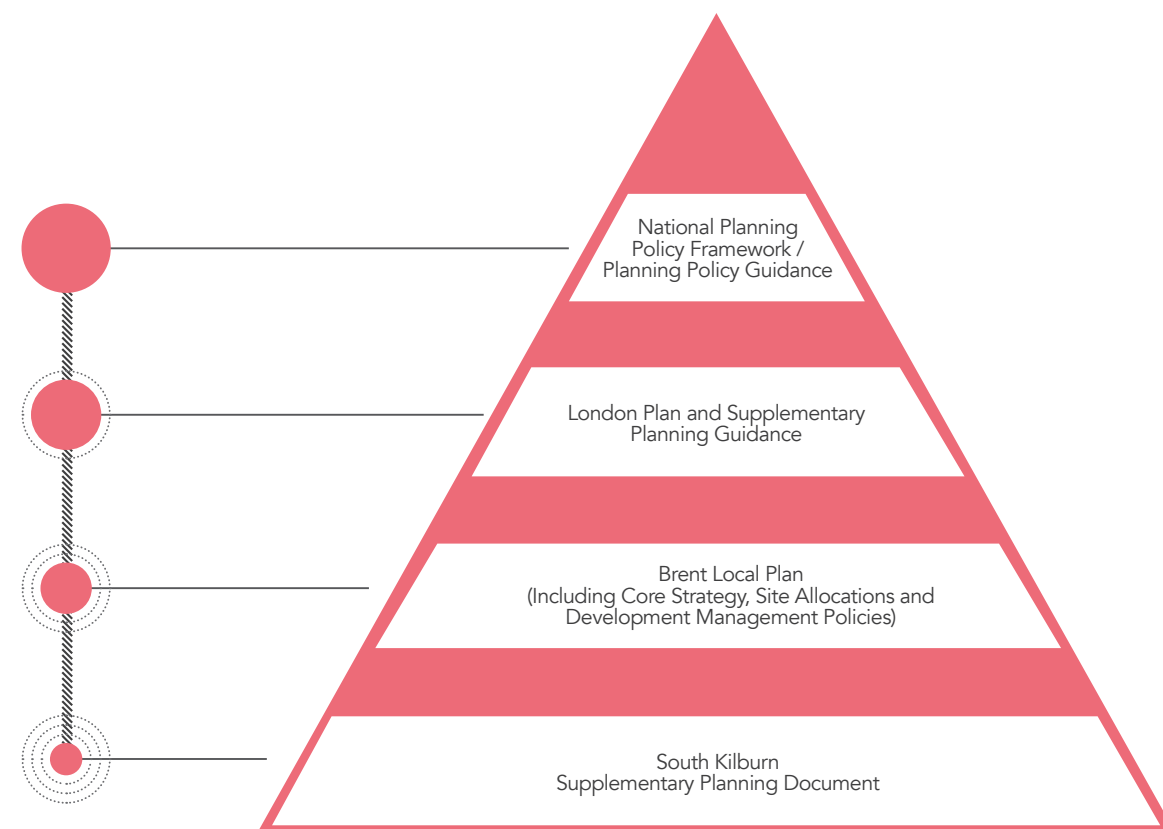 National Planning
Policy Framework /
Planning Policy Guidance
London Plan and Supplementary
Planning Guidance
Brent Local Plan
(Including Core Strategy, Site Allocations and
Development Management Policies)
South Kilburn
Supplementary Planning Document